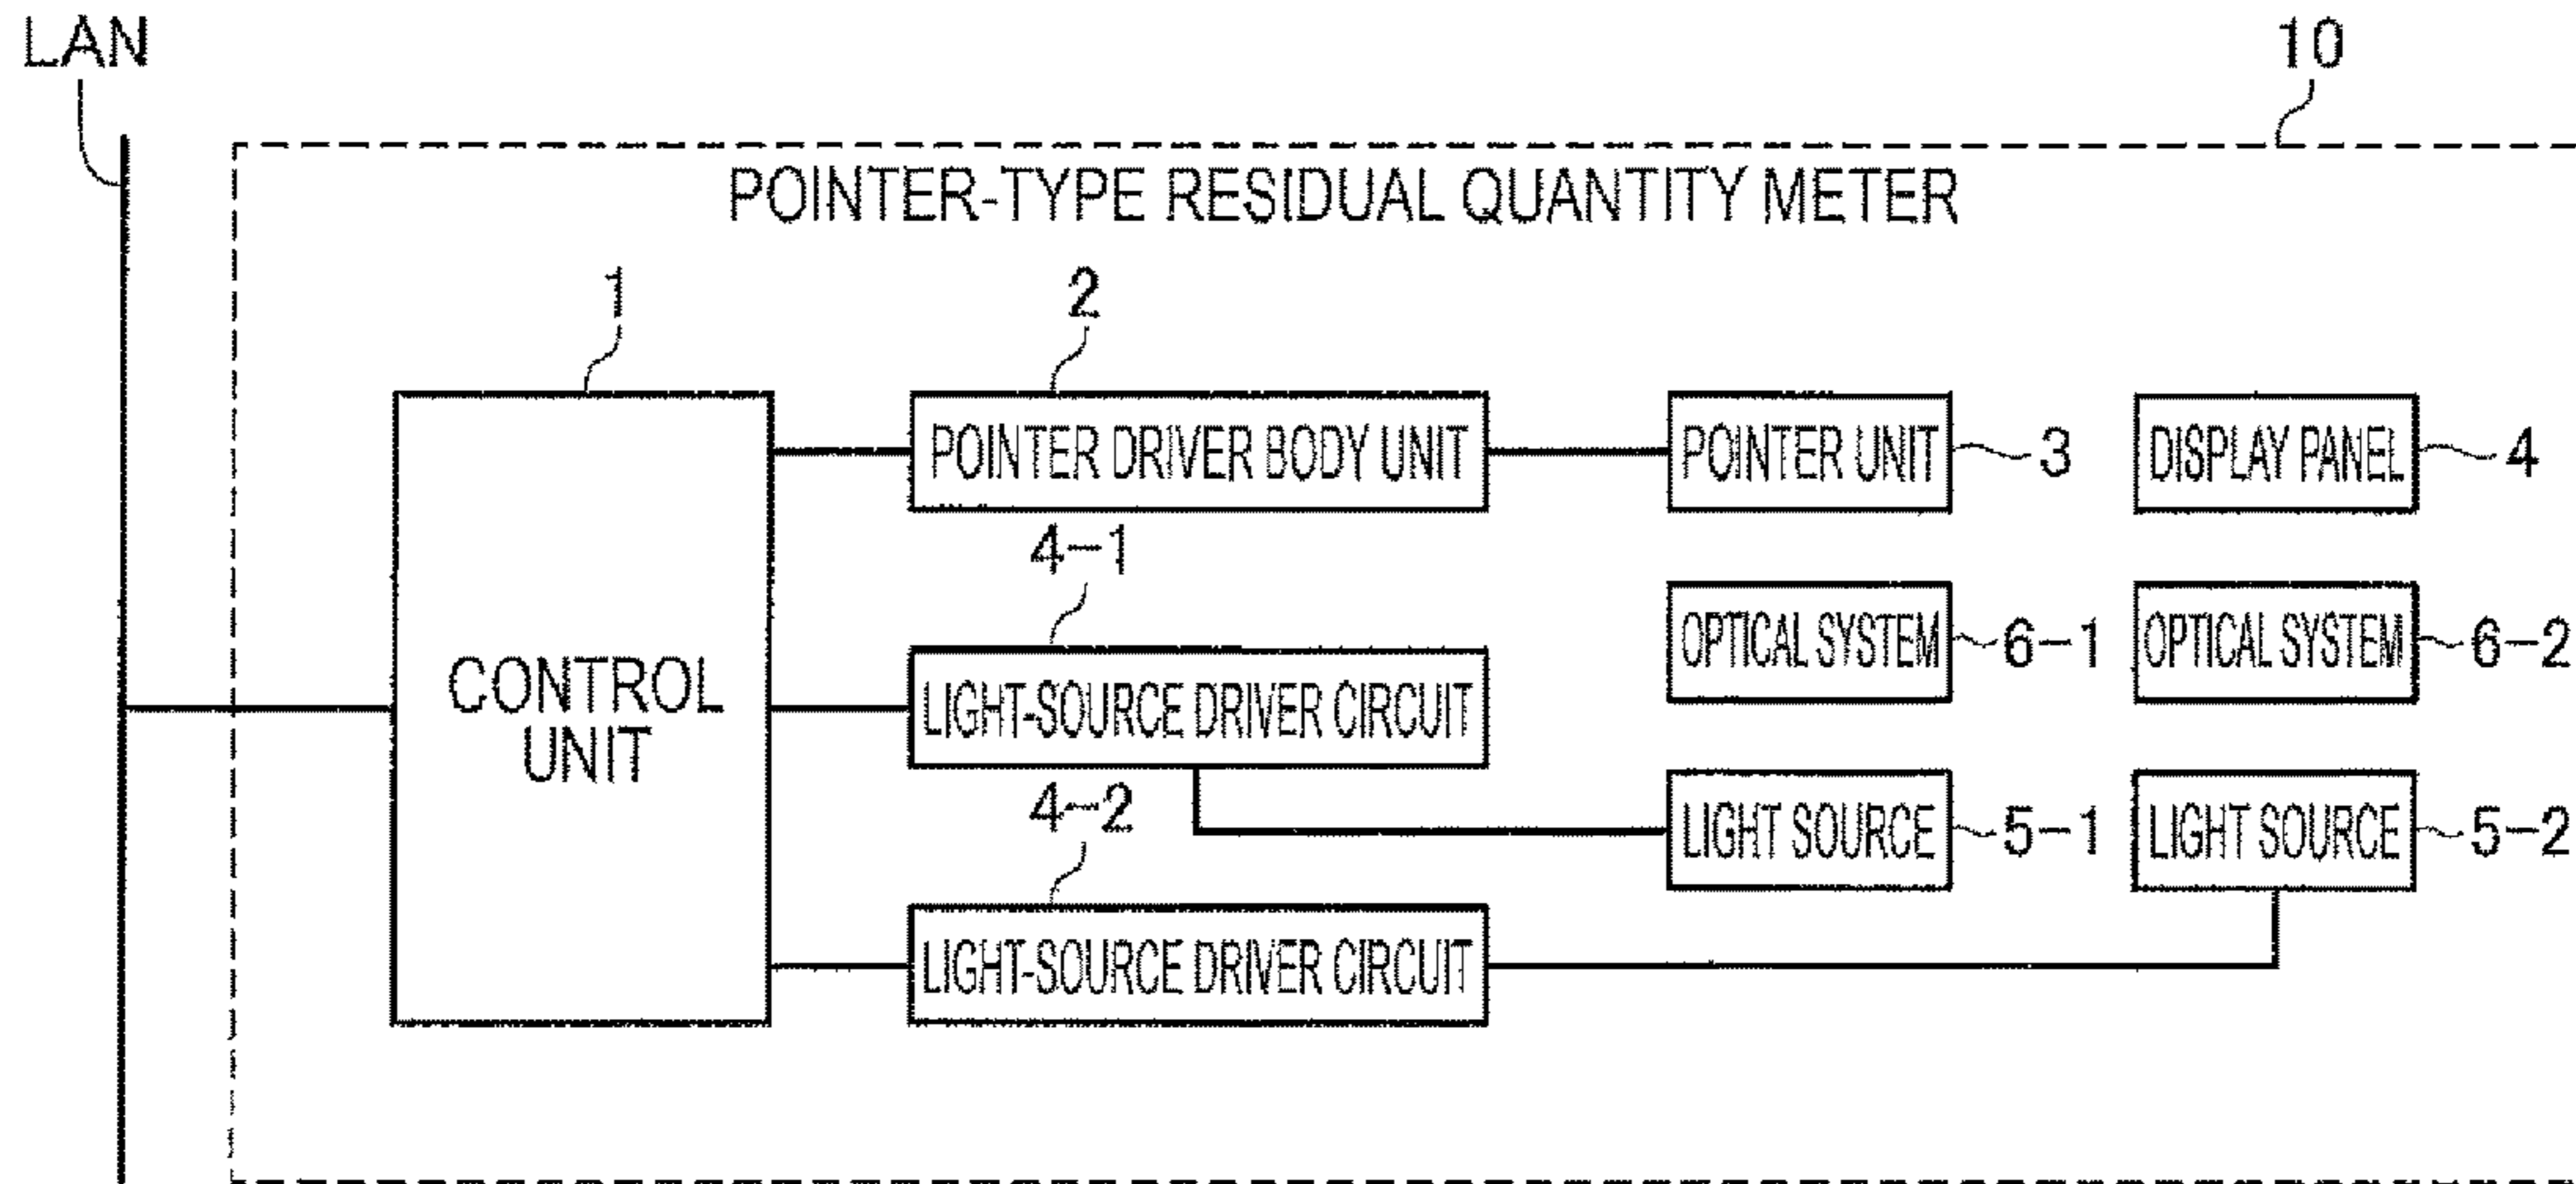 LAN
10
POINTER-TYPE RESIDUAL QUANTITY METER
1
2
POINTER DRIVER BODY UNIT
POINTER UNIT
3
DISPLAY PANEL
4
4-1
OPTICAL SYSTEM
6-1
OPTICAL SYSTEM
6-2
CONTROL
UNIT
LIGHT-SOURCE DRIVER CIRCUIT
4-2
LIGHT SOURCE
5-1
LIGHT SOURCE
5-2
LIGHT-SOURCE DRIVER CIRCUIT